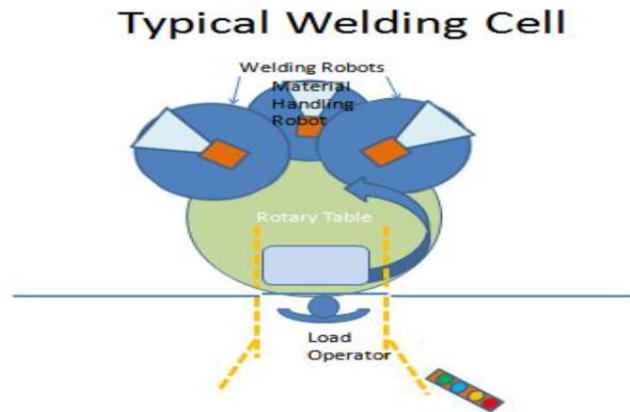 Typical Welding Cell
Welding Robots
Material
Handling
Robot
Rotary Table
Load
Operator